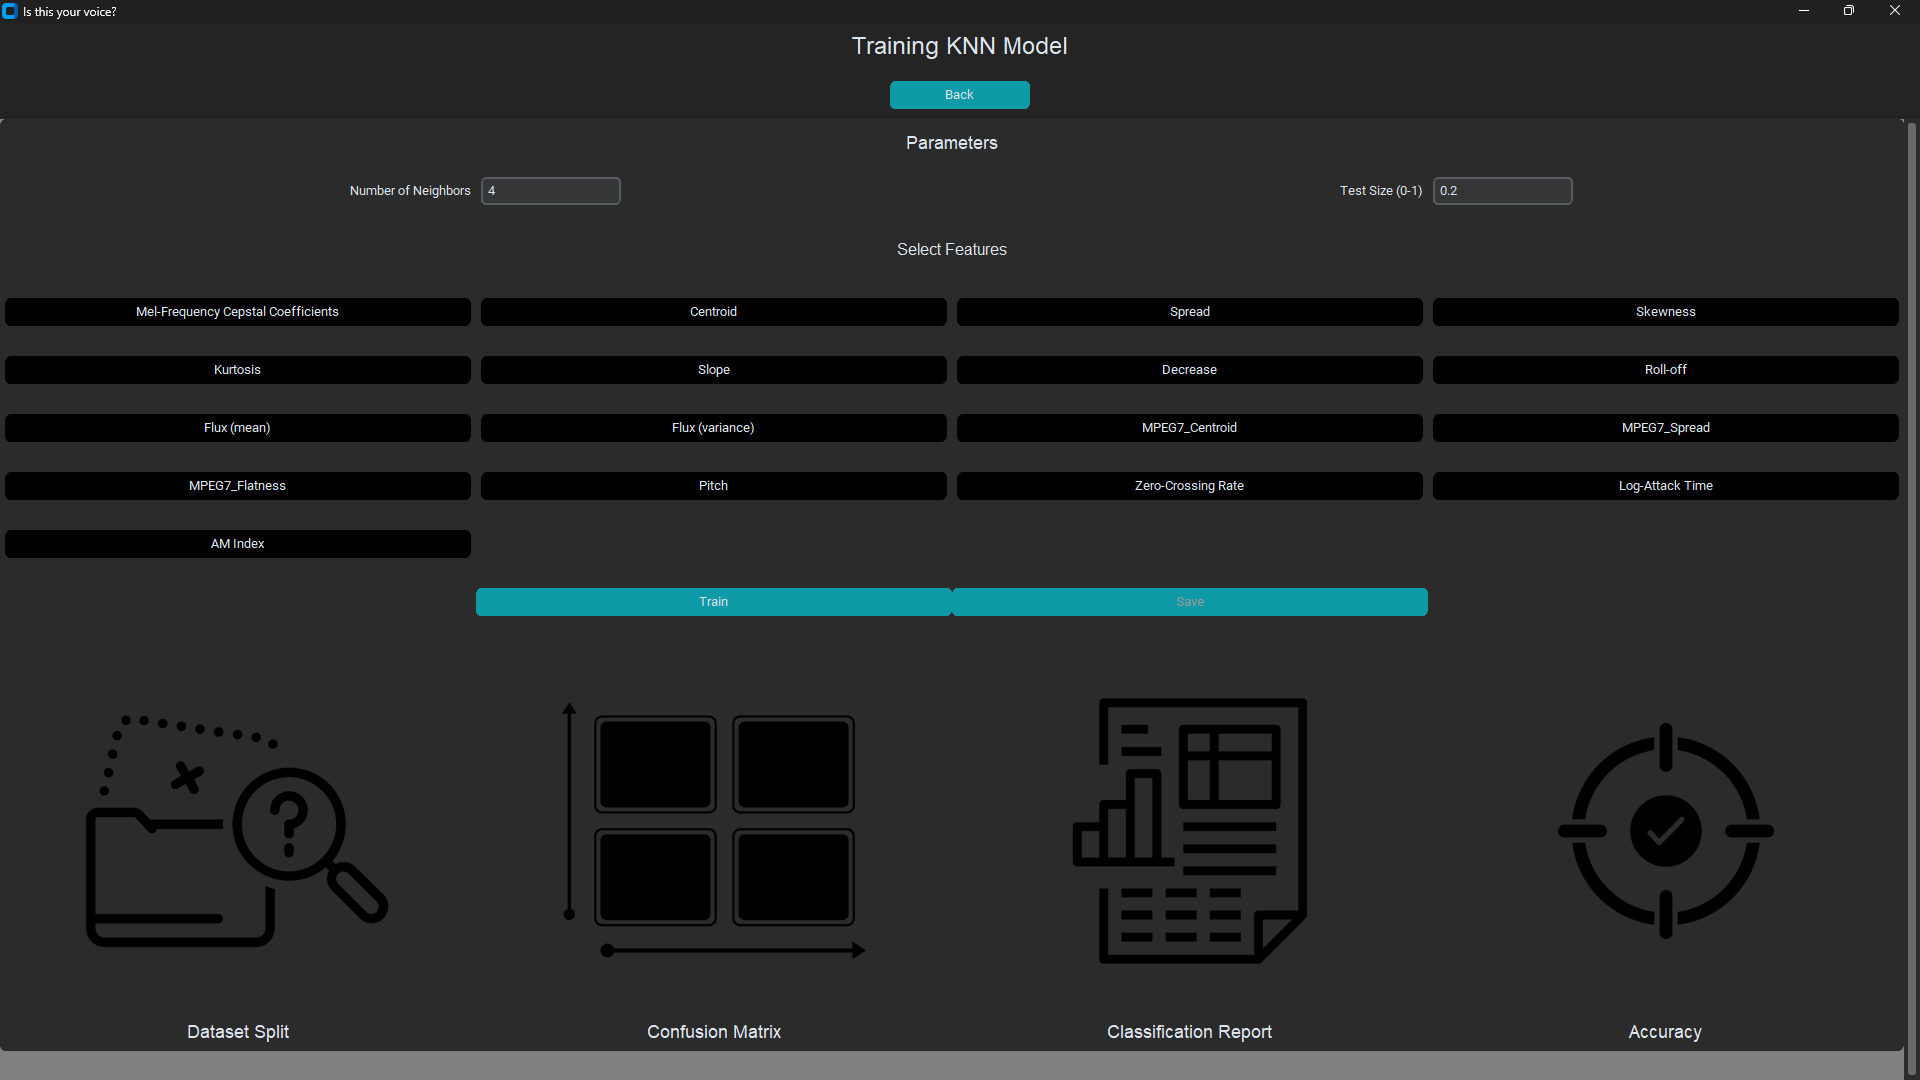 Is this your voice?
Training KNN Model
Back
Parameters
Number of Neighbors 4 Test Size (0-1) 0.2
Select Features
Mel-Frequency Cepstal Coefficients Centroid Spread Skewness
Kurtosis Slope Decrease Roll-off
Flux (mean) Flux (variance) MPEG7_Centroid MPEG7_Spread
MPEG7_Flatness Pitch Zero-Crossing Rate Log-Attack Time
AM Index
Train Save
?
Dataset Split Confusion Matrix Classification Report Accuracy